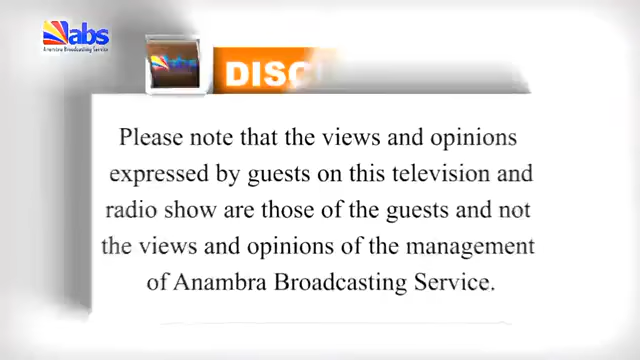 abs
Anambra Broadcasting Service
DISC
Please note that the views and opinions
expressed by guests on this television and
radio show are those of the guests and not
the views and opinions of the management
of Anambra Broadcasting Service.